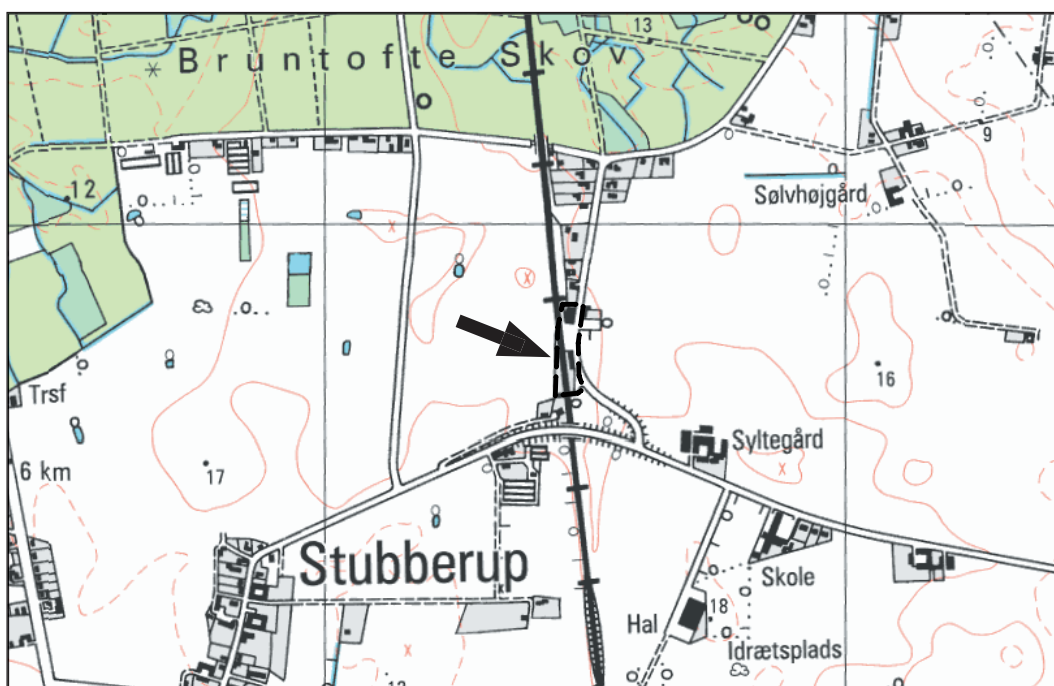 13
Bruntofte Skov
9
12
Sølvhøjgård
16
Trsf
Syltegård
6 km
17
Stubberup
Skole
18
Hal
Idrætsplads